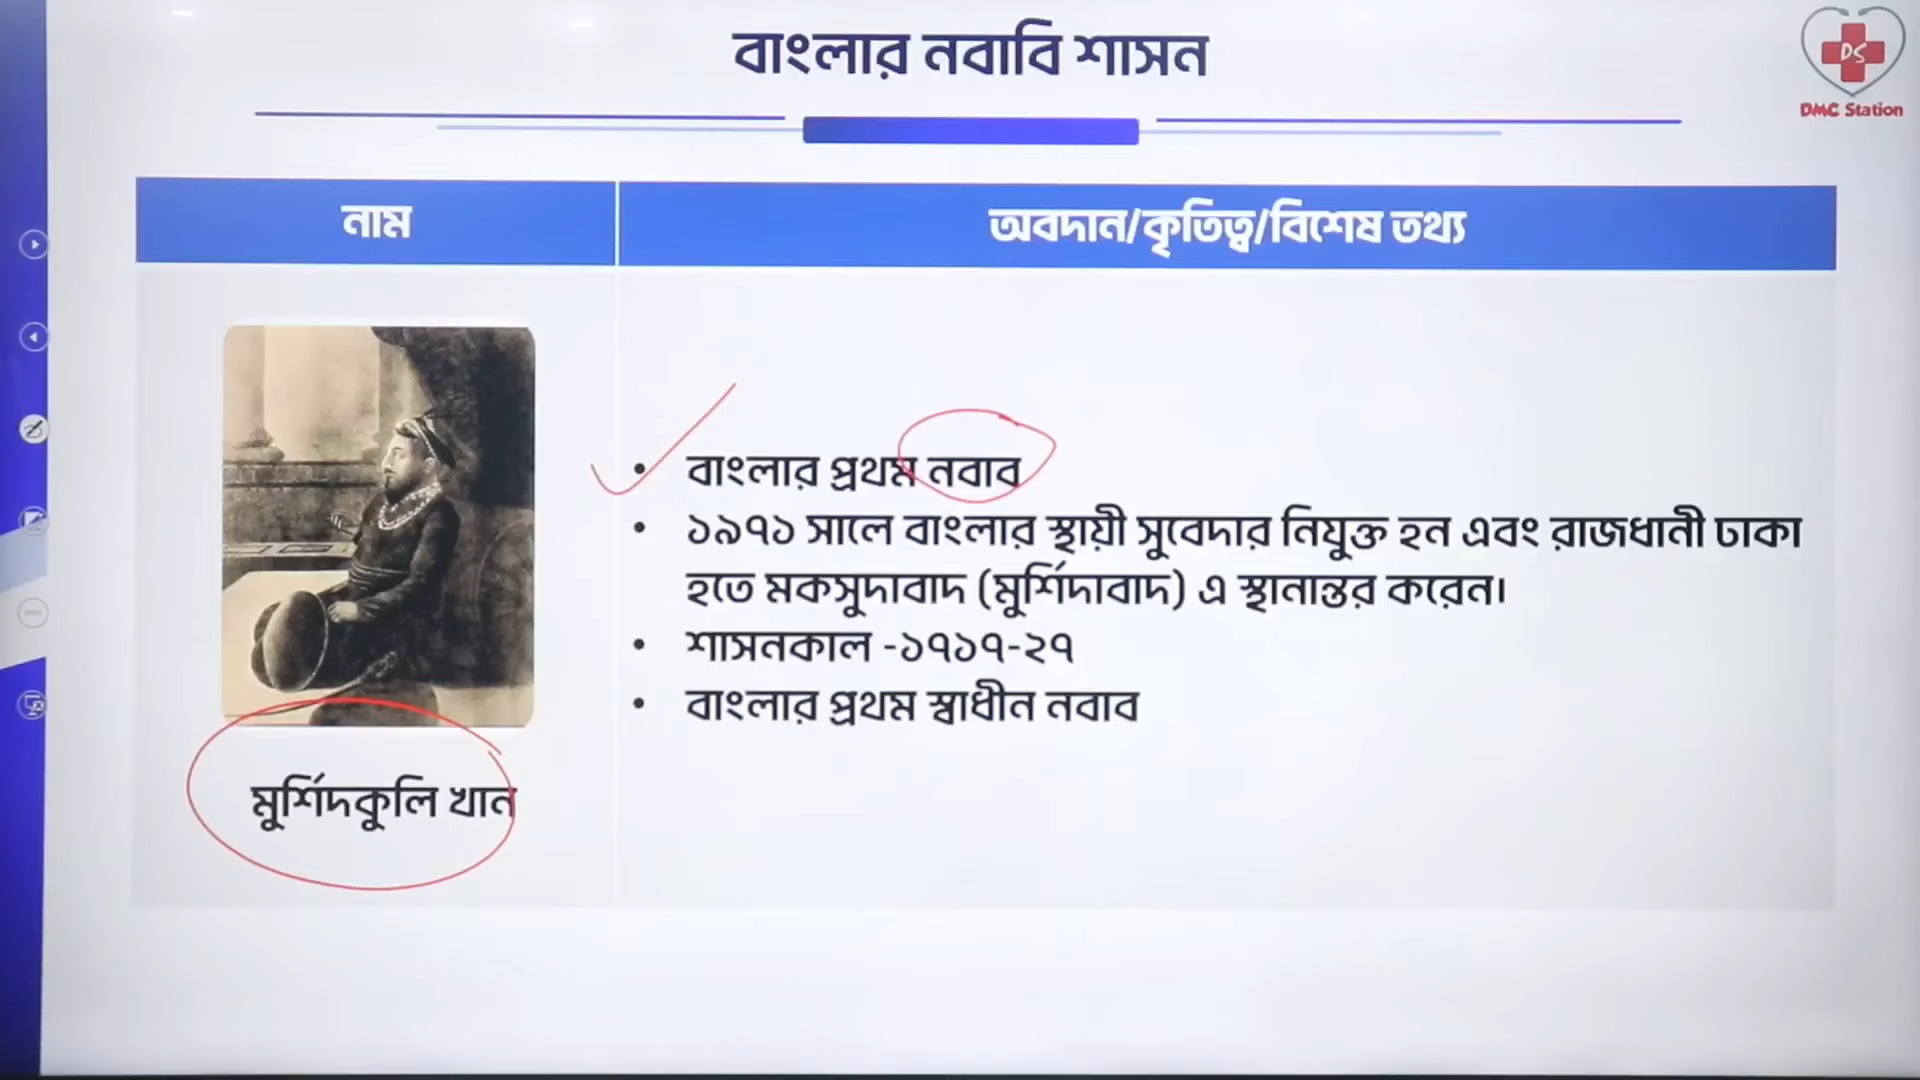 বাংলার নবাবি শাসন
DS
DMC Station
নাম
অবদান/কৃতিত্ব/বিশেষ তথ্য
• বাংলার প্রথম নবাব
• ১৯৭১ সালে বাংলার স্থায়ী সুবেদার নিযুক্ত হন এবং রাজধানী ঢাকা
হতে মকসুদাবাদ (মুর্শিদাবাদ) এ স্থানান্তর করেন।
• শাসনকাল -১৭১৭-২৭
• বাংলার প্রথম স্বাধীন নবাব
মুর্শিদকুলি খান